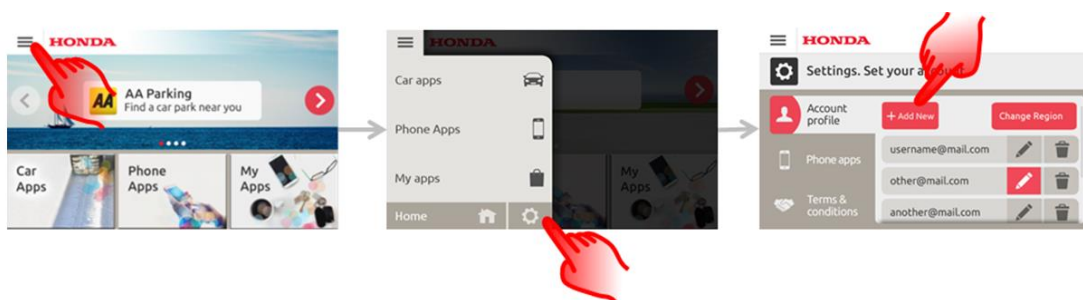 HONDA
AA
AA Parking
Find a car park near you
Car
Apps
Phone
Apps
My
Apps
HONDA
Car apps
Phone Apps
My apps
Home
My
Apps
HONDA
Settings. Set your account
Account
profile
+ Add New
Change Region
Phone apps
username@mail.com
other@mail.com
Terms &
conditions
another@mail.com